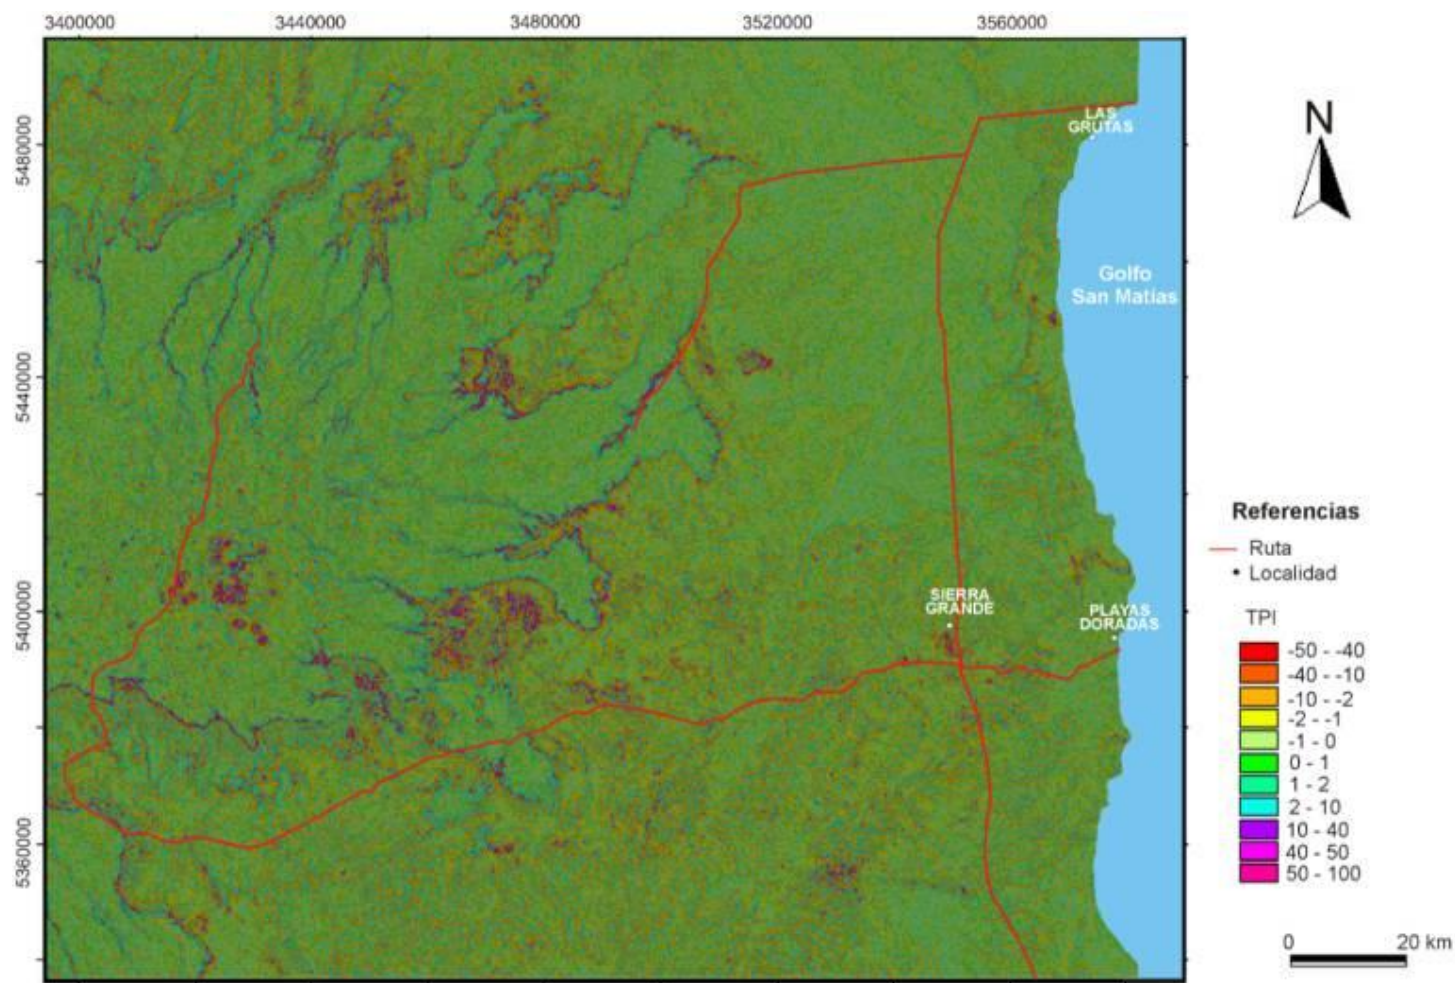 3400000 3440000 3480000 3520000 3560000
5480000
5440000
5400000
5360000
LAS
GRUTAS
Golfo
San Matías
SIERRA
GRANDE
PLAYAS
DORADAS
N
Referencias
Ruta
Localidad
TPI
-50 - -40
-40 - -10
-10 - -2
-2 - -1
-1 - 0
0 - 1
1 - 2
2 - 10
10 - 40
40 - 50
50 - 100
0 20 km